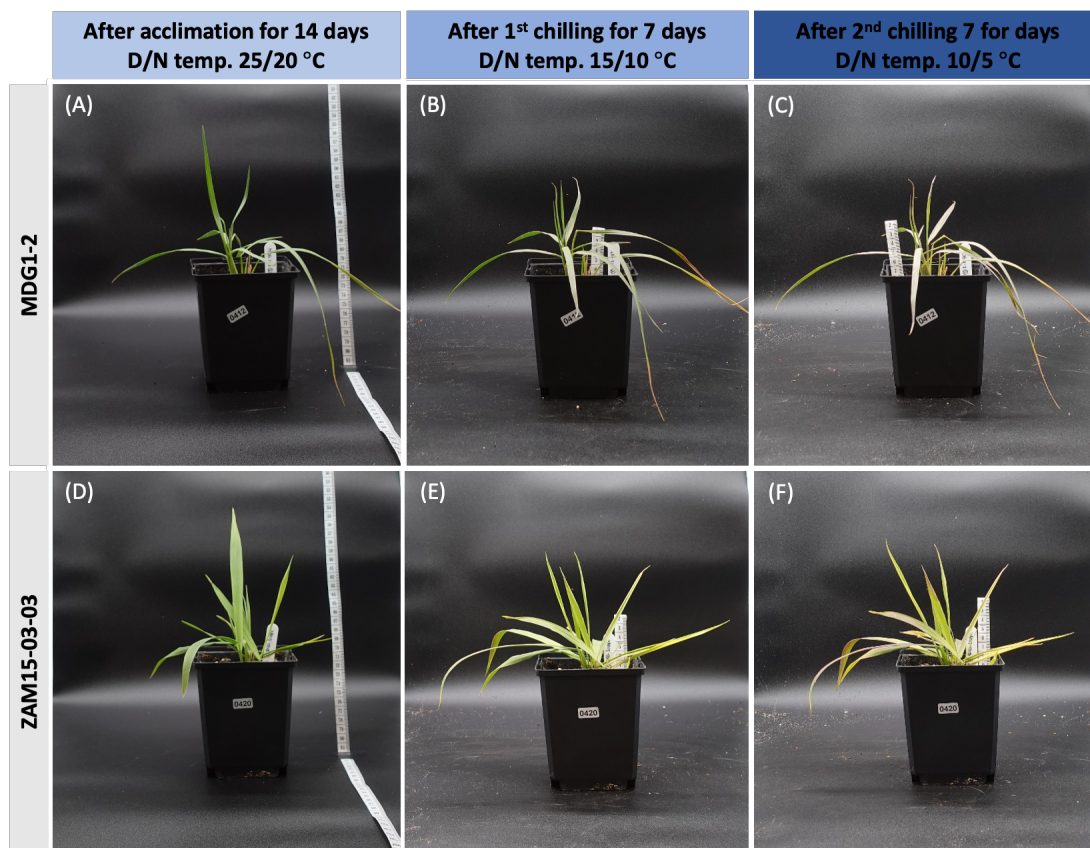 After acclimation for 14 days
D/N temp. 25/20 °C
After 1st chilling for 7 days
D/N temp. 15/10 °C
After 2nd chilling 7 for days
D/N temp. 10/5 °C
MDG1-2
(A)
(B)
(C)
0412
0412
ZAM15-03-03
(D)
(E)
(F)
0420
0420
0420